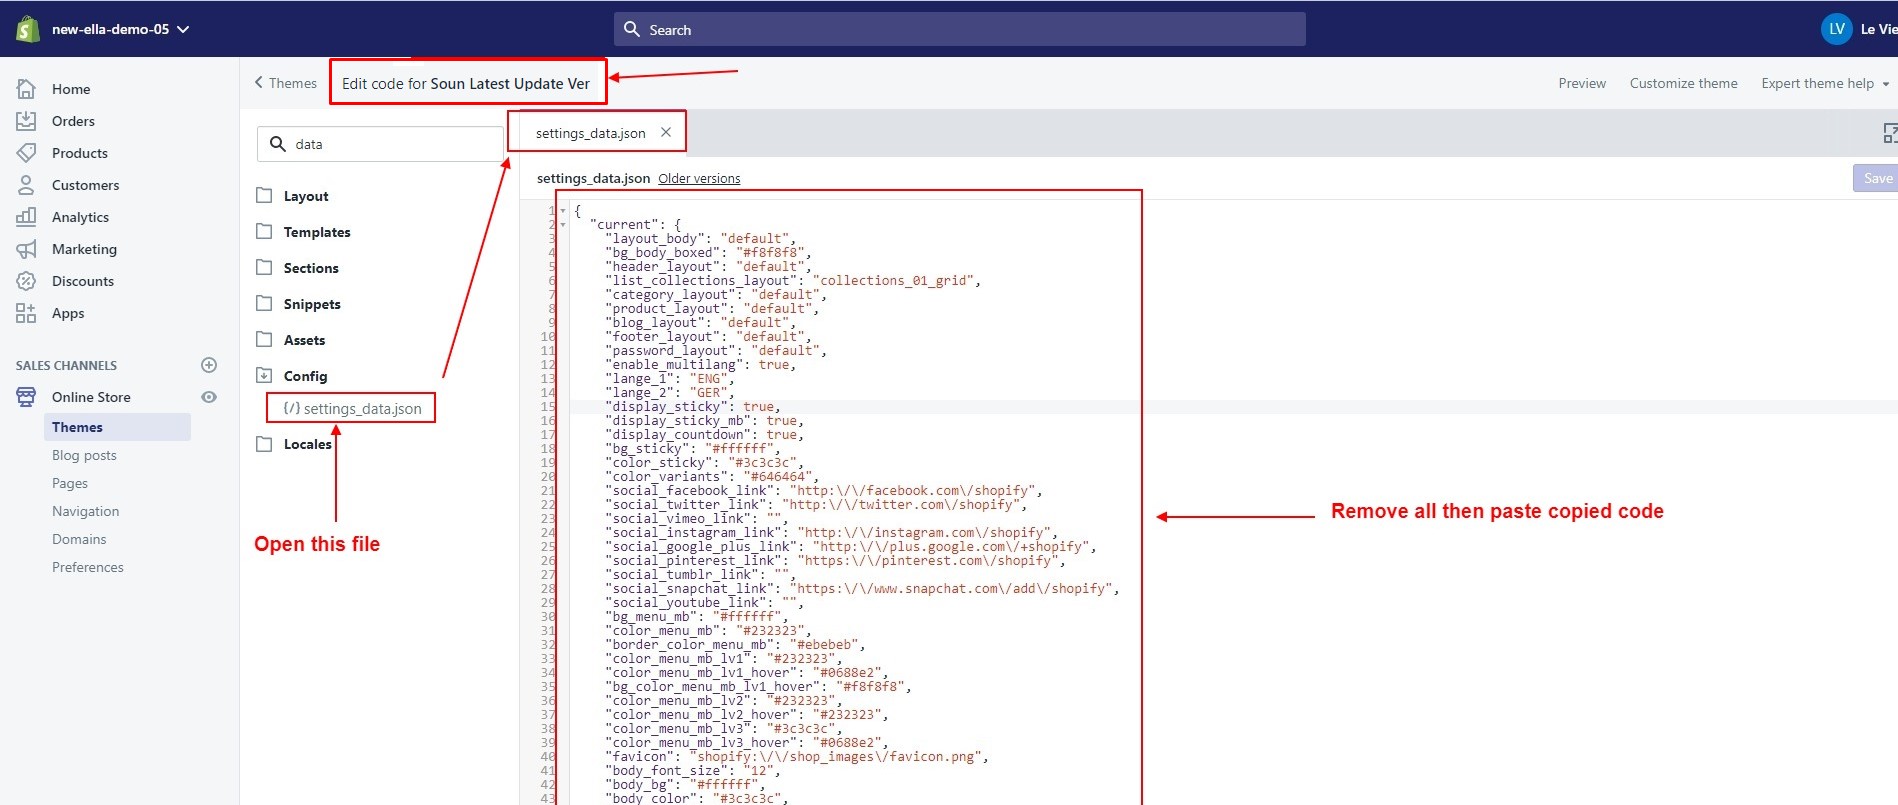 new-ella-demo-05
Search
LV
Le Vie
Home
Orders
Products
Customers
Analytics
Marketing
Discounts
Apps
SALES CHANNELS
Online Store
Themes
Blog posts
Pages
Navigation
Domains
Preferences
Themes
Edit code for Soun Latest Update Ver
Preview
Customize theme
Expert theme help
data
Layout
Templates
Sections
Snippets
Assets
Config
{/} settings_data.json
Locales
Open this file
settings_data.json ×
settings_data.json Older versions
Save
1 {
2 "current": {
3 "layout_body": "default",
4 "bg_body_boxed": "#f8f8f8",
5 "header_layout": "default",
6 "list_collections_layout": "collections_01_grid",
7 "category_layout": "default",
8 "product_layout": "default",
9 "blog_layout": "default",
10 "footer_layout": "default",
11 "password_layout": "default",
12 "enable_multilang": true,
13 "lange_1": "ENG",
14 "lange_2": "GER",
15 "display_sticky": true,
16 "display_sticky_mb": true,
17 "display_countdown": true,
18 "bg_sticky": "#ffffff",
19 "color_sticky": "#3c3c3c",
20 "color_variants": "#646464",
21 "social_facebook_link": "http:\/\/facebook.com\/shopify",
22 "social_twitter_link": "http:\/\/twitter.com\/shopify",
23 "social_vimeo_link": "",
24 "social_instagram_link": "http:\/\/instagram.com\/shopify",
25 "social_google_plus_link": "http:\/\/plus.google.com\/+shopify",
26 "social_pinterest_link": "https:\/\/pinterest.com\/shopify",
27 "social_tumblr_link": "",
28 "social_snapchat_link": "https:\/\/www.snapchat.com\/add\/shopify",
29 "social_youtube_link": "",
30 "bg_menu_mb": "#ffffff",
31 "color_menu_mb": "#232323",
32 "border_color_menu_mb": "#ebebeb",
33 "color_menu_mb_lv1": "#232323",
34 "color_menu_mb_lv1_hover": "#0688e2",
35 "bg_color_menu_mb_lv1_hover": "#f8f8f8",
36 "color_menu_mb_lv2": "#232323",
37 "color_menu_mb_lv2_hover": "#232323",
38 "color_menu_mb_lv3": "#3c3c3c",
39 "color_menu_mb_lv3_hover": "#0688e2",
40 "favicon": "shopify:\/\/shop_images\/favicon.png",
41 "body_font_size": "12",
42 "body_bg": "#ffffff",
43 "body_color": "#3c3c3c",
Remove all then paste copied code